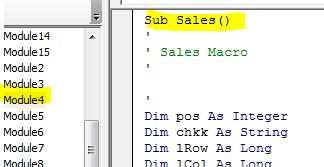 Module14
Module15
Module2
Module3
Module4
Module5
Module6
Module7
Module8
Sub Sales()
'
' Sales Macro
'
'
Dim pos As Integer
Dim chkk As String
Dim lRow As Long
Dim lCol As Long